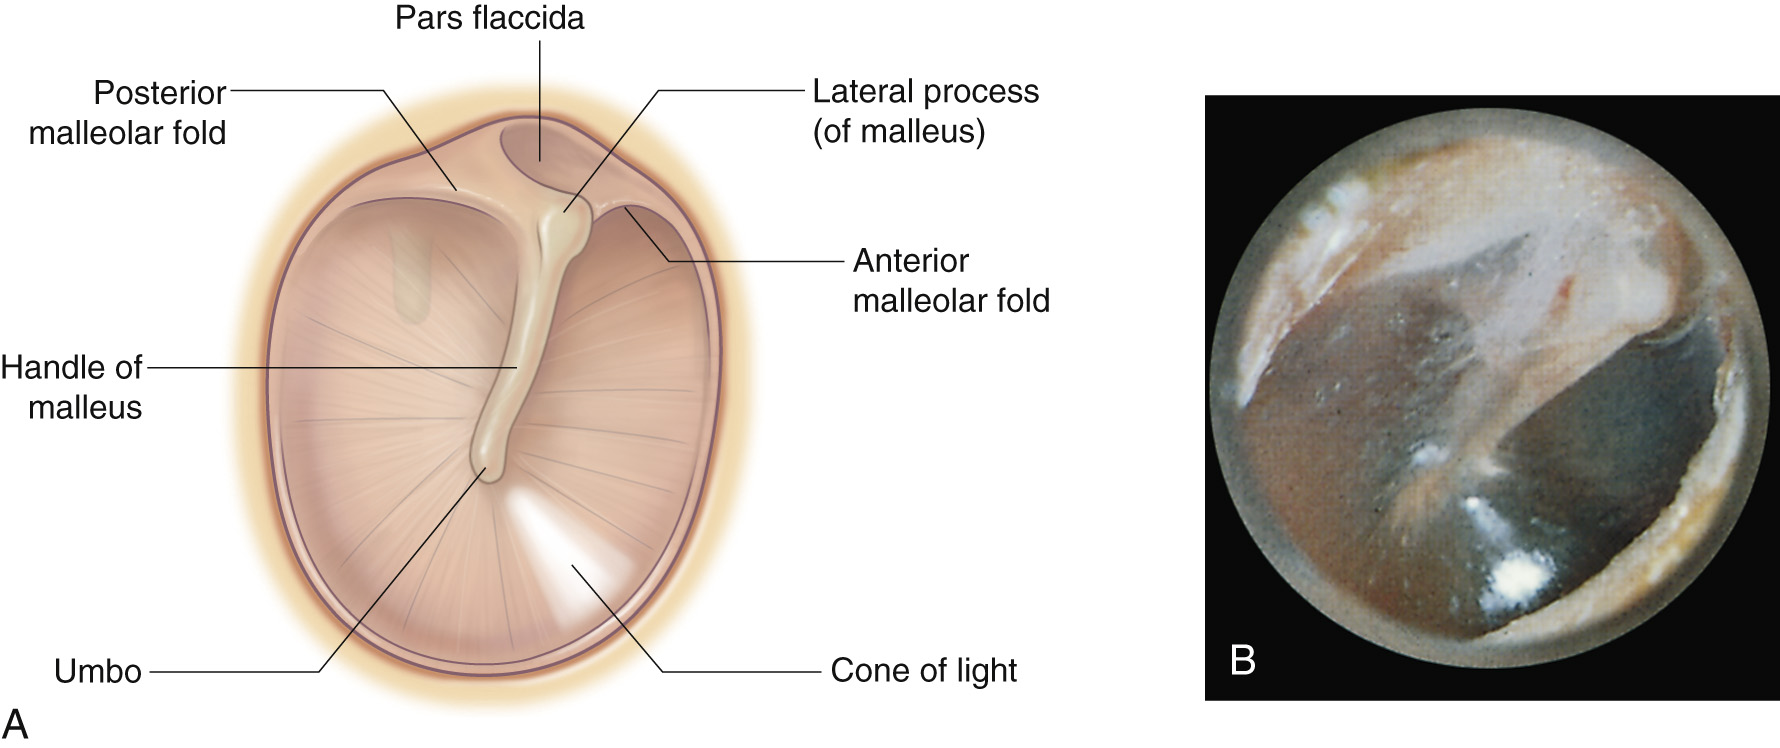 Pars flaccida
Posterior
malleolar fold
Lateral process
(of malleus)
Anterior
malleolar fold
Handle of
malleus
Umbo
Cone of light
A
B